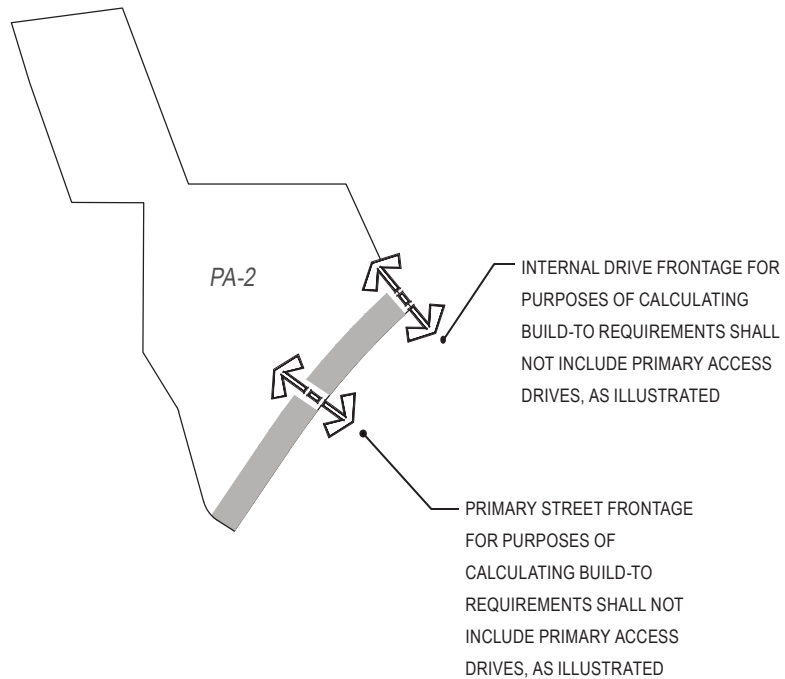 PA-2
INTERNAL DRIVE FRONTAGE FOR
PURPOSES OF CALCULATING
BUILD-TO REQUIREMENTS SHALL
NOT INCLUDE PRIMARY ACCESS
DRIVES, AS ILLUSTRATED
PRIMARY STREET FRONTAGE
FOR PURPOSES OF
CALCULATING BUILD-TO
REQUIREMENTS SHALL NOT
INCLUDE PRIMARY ACCESS
DRIVES, AS ILLUSTRATED